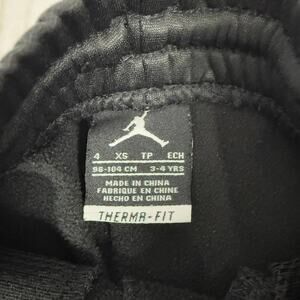 4 XS TP ECH
96-104 CM 3-4 YRS
MADE IN CHINA
FABRIQUE EN CHINE
HECHO EN CHINA
THERMA-FIT